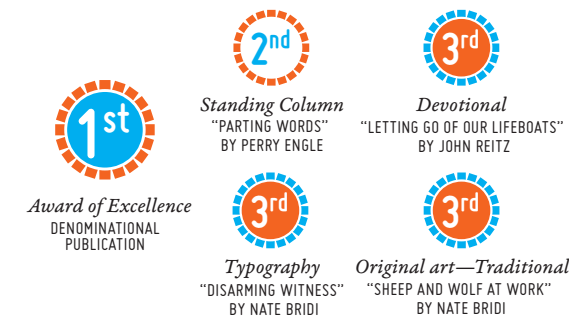 1st
Award of Excellence
DENOMINATIONAL
PUBLICATION
2nd
Standing Column
“PARTING WORDS”
BY PERRY ENGLE
3rd
Devotional
“LETTING GO OF OUR LIFEBOATS”
BY JOHN REITZ
3rd
Typography
“DISARMING WITNESS”
BY NATE BRIDI
3rd
Original art—Traditional
“SHEEP AND WOLF AT WORK”
BY NATE BRIDI